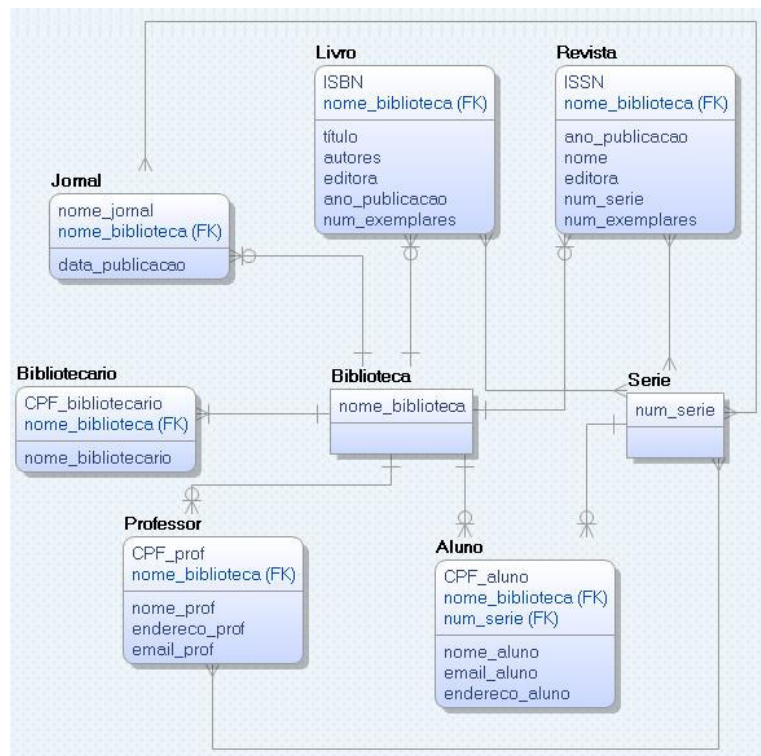 Livro
ISBN
nome_biblioteca (FK)
título
autores
editora
ano_publicacao
num_exemplares
Revista
ISSN
nome_biblioteca (FK)
ano_publicacao
nome
editora
num_serie
num_exemplares
Jornal
nome_jornal
nome_biblioteca (FK)
data_publicacao
Bibliotecario
CPF_bibliotecario
nome_biblioteca (FK)
nome_bibliotecario
Biblioteca
nome_biblioteca
Serie
num_serie
Professor
CPF_prof
nome_biblioteca (FK)
nome_prof
endereco_prof
email_prof
Aluno
CPF_aluno
nome_biblioteca (FK)
num_serie (FK)
nome_aluno
email_aluno
endereco_aluno